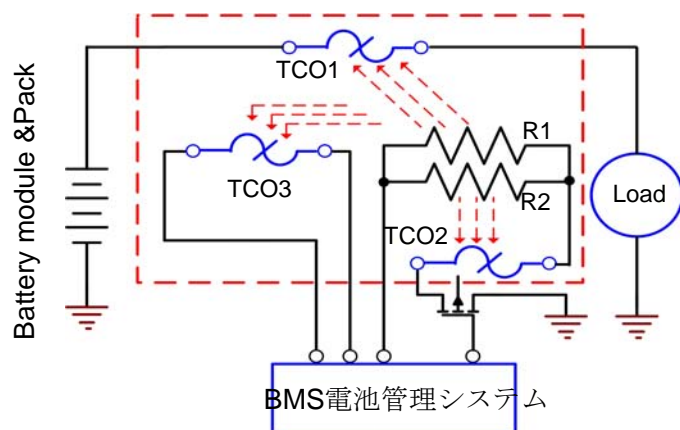 Battery module &Pack
TCO1
R1
TCO3
R2
Load
TCO2
BMS電池管理システム